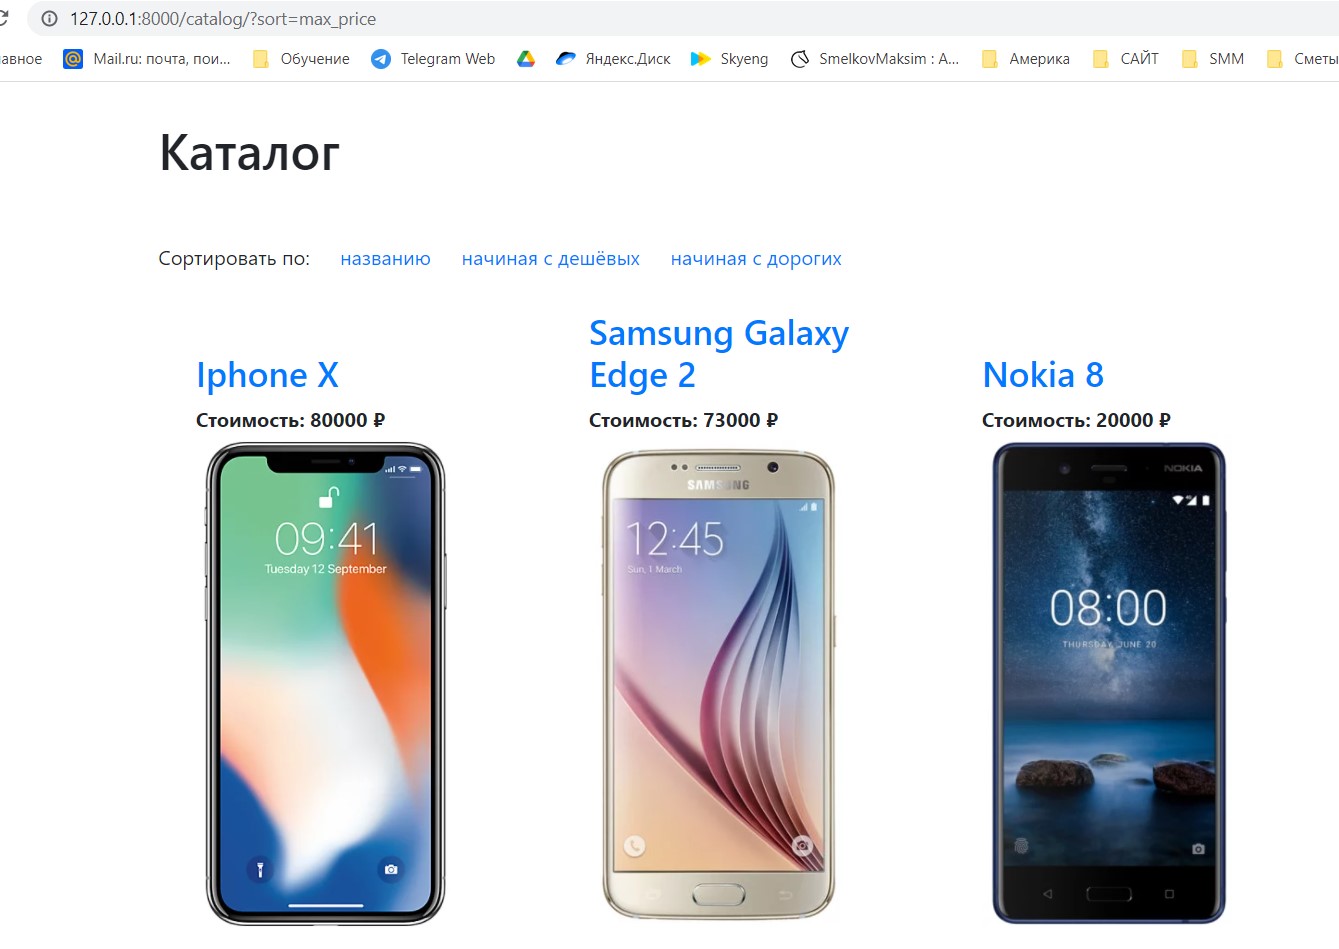 127.0.0.1:8000/catalog/?sort=max_price
авное Mail.ru: почта, пои... Обучение Telegram Web Яндекс.Диск Skyeng SmelkovMaksim : A... Америка САЙТ SMM Сметы
Каталог
Сортировать по: названию начиная с дешёвых начиная с дорогих
Iphone X
Стоимость: 80000 ₽
09:41
Tuesday 12 September
Samsung Galaxy
Edge 2
Стоимость: 73000 ₽
SAMSUNG
12:45
Sun, 1 March
Nokia 8
Стоимость: 20000 ₽
NOKIA
08:00
THURSDAY, JUNE 20